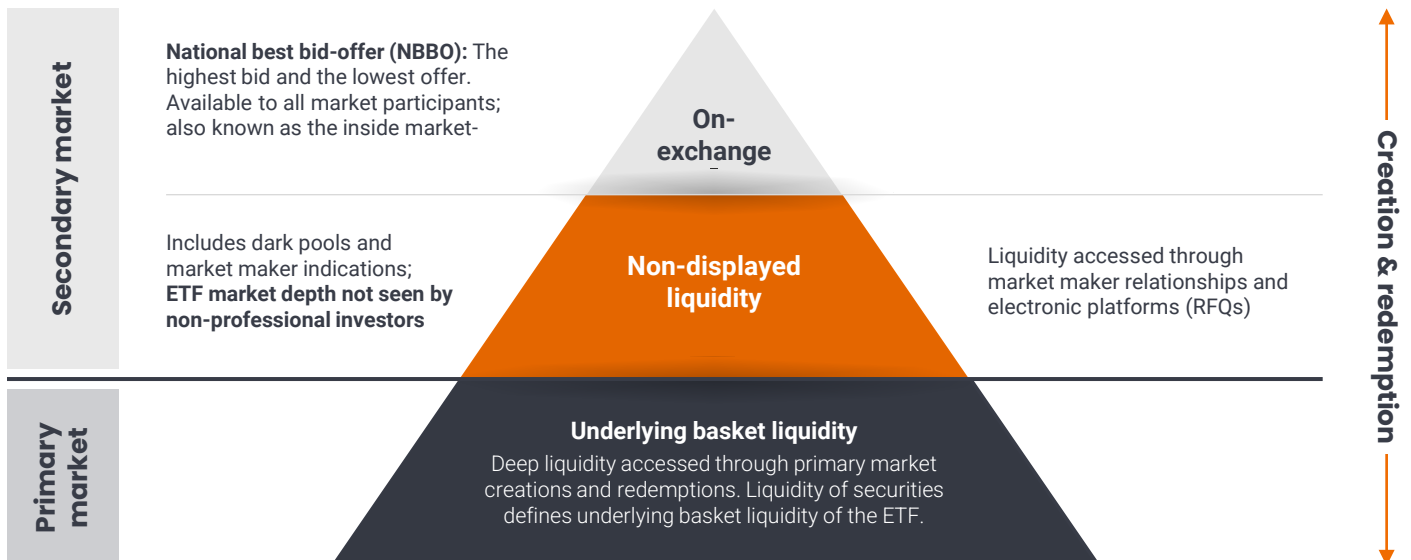 Secondary market
National best bid-offer (NBBO): The
highest bid and the lowest offer.
Available to all market participants;
also known as the inside market-
On-
exchange
Includes dark pools and
market maker indications;
ETF market depth not seen by
non-professional investors
Non-displayed
liquidity
Liquidity accessed through
market maker relationships and
electronic platforms (RFQs)
Primary
market
Underlying basket liquidity
Deep liquidity accessed through primary market
creations and redemptions. Liquidity of securities
defines underlying basket liquidity of the ETF.
Creation & redemption